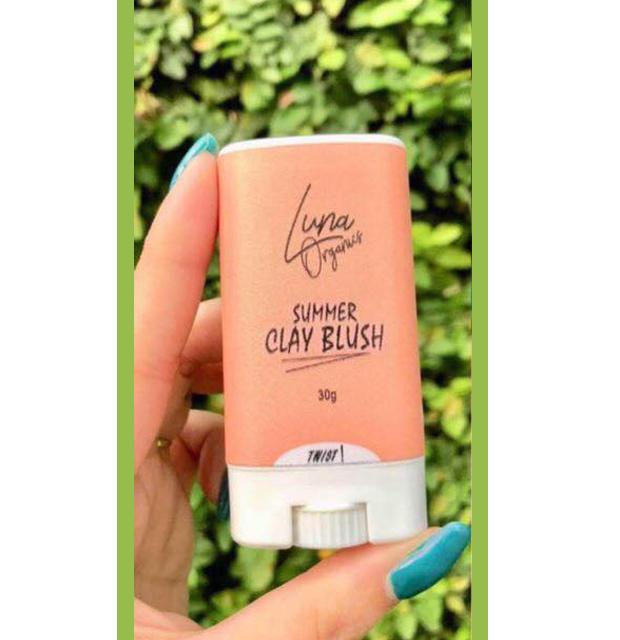 Luna
Organics
SUMMER
CLAY BLUSH
30g
TWIST!